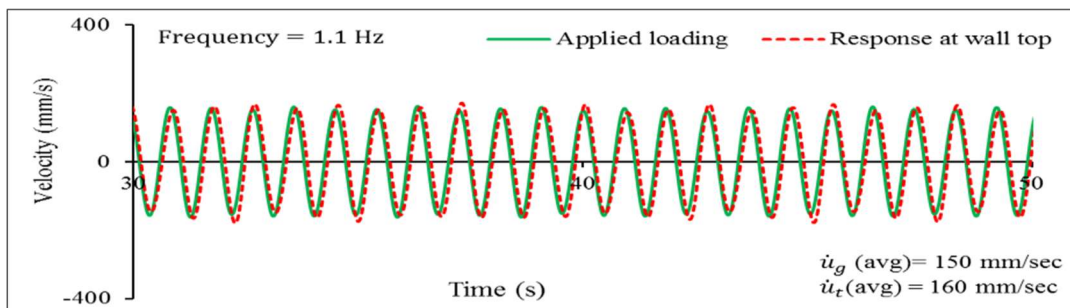 400
Frequency = 1.1 Hz
Applied loading
Response at wall top
Velocity (mm/s)
0
30
40
50
-400
Time (s)
u̇g (avg)= 150 mm/sec
u̇t(avg) = 160 mm/sec